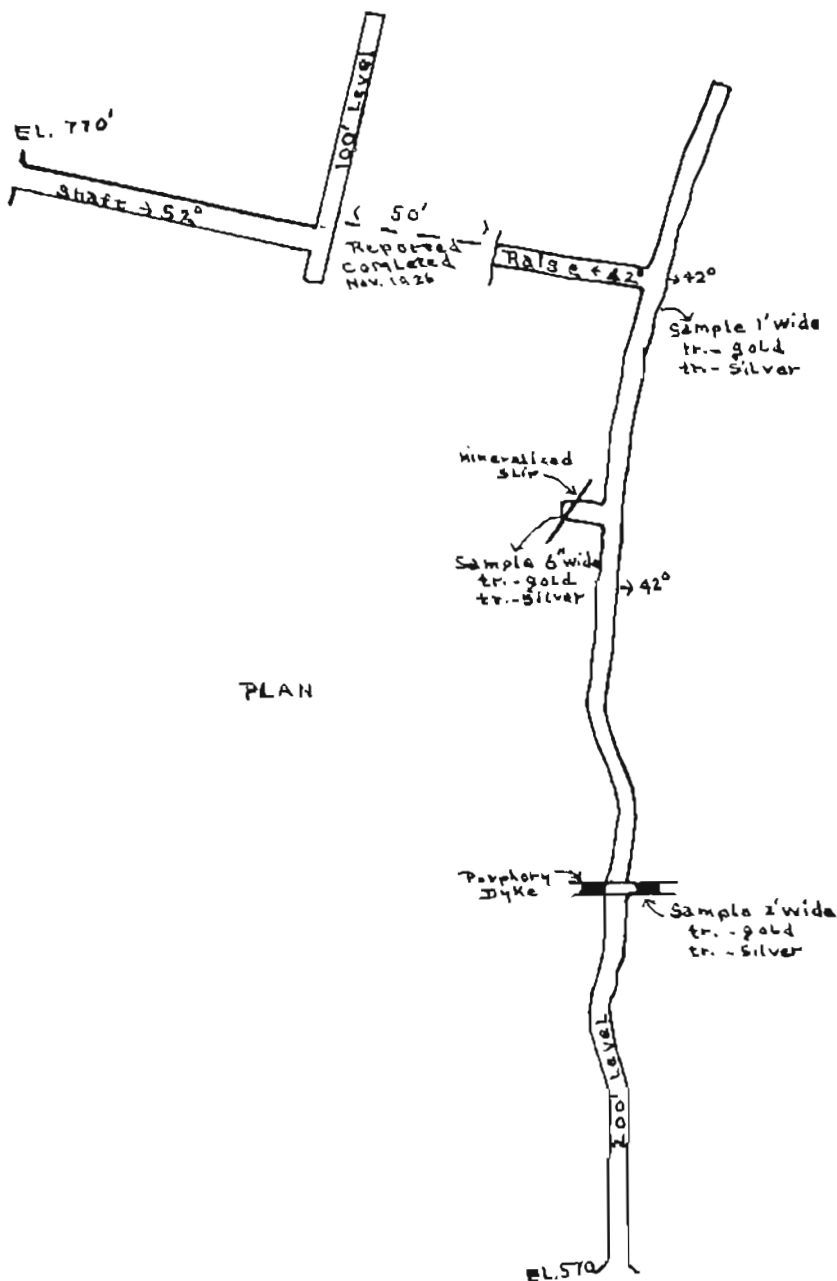 EL. 770'
Shaft → 52°
100' Level
50'
Reported
Comleted
Nov. 1926
Raise ← 42°
→ 42°
Sample 1' wide
tr. - gold
tr. - Silver
Mineralized
Slip
Sample 6" wide
tr. - gold
tr. - Silver
→ 42°
PLAN
Porphory
Dyke
Sample 2' wide
tr. - gold
tr. - Silver
200' LEVEL
EL. 570